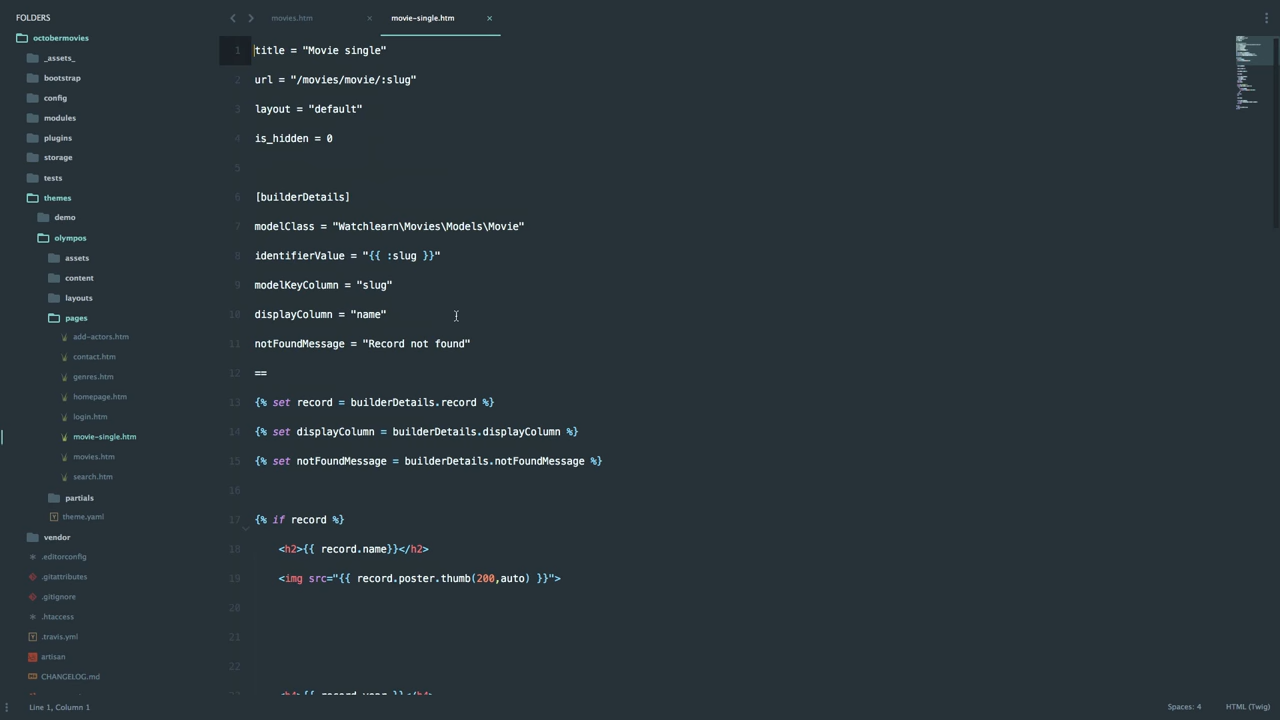 FOLDERS
octobermovies
_assets_
bootstrap
config
modules
plugins
storage
tests
themes
demo
olympos
assets
content
layouts
pages
add-actors.htm
contact.htm
genres.htm
homepage.htm
login.htm
movie-single.htm
movies.htm
search.htm
partials
theme.yaml
vendor
.editorconfig
.gitattributes
.gitignore
.htaccess
.travis.yml
artisan
CHANGELOG.md
movies.htm × movie-single.htm ×
1 title = "Movie single"
2 url = "/movies/movie/:slug"
3 layout = "default"
4 is_hidden = 0
5
6 [builderDetails]
7 modelClass = "Watchlearn\Movies\Models\Movie"
8 identifierValue = "{{ :slug }}"
9 modelKeyColumn = "slug"
10 displayColumn = "name"
11 notFoundMessage = "Record not found"
12 ==
13 {% set record = builderDetails.record %}
14 {% set displayColumn = builderDetails.displayColumn %}
15 {% set notFoundMessage = builderDetails.notFoundMessage %}
16
17 {% if record %}
18 <h2>{{ record.name}}</h2>
19 <img src="{{ record.poster.thumb(200,auto) }}">
20
21
22
Line 1, Column 1
Spaces: 4 HTML (Twig)